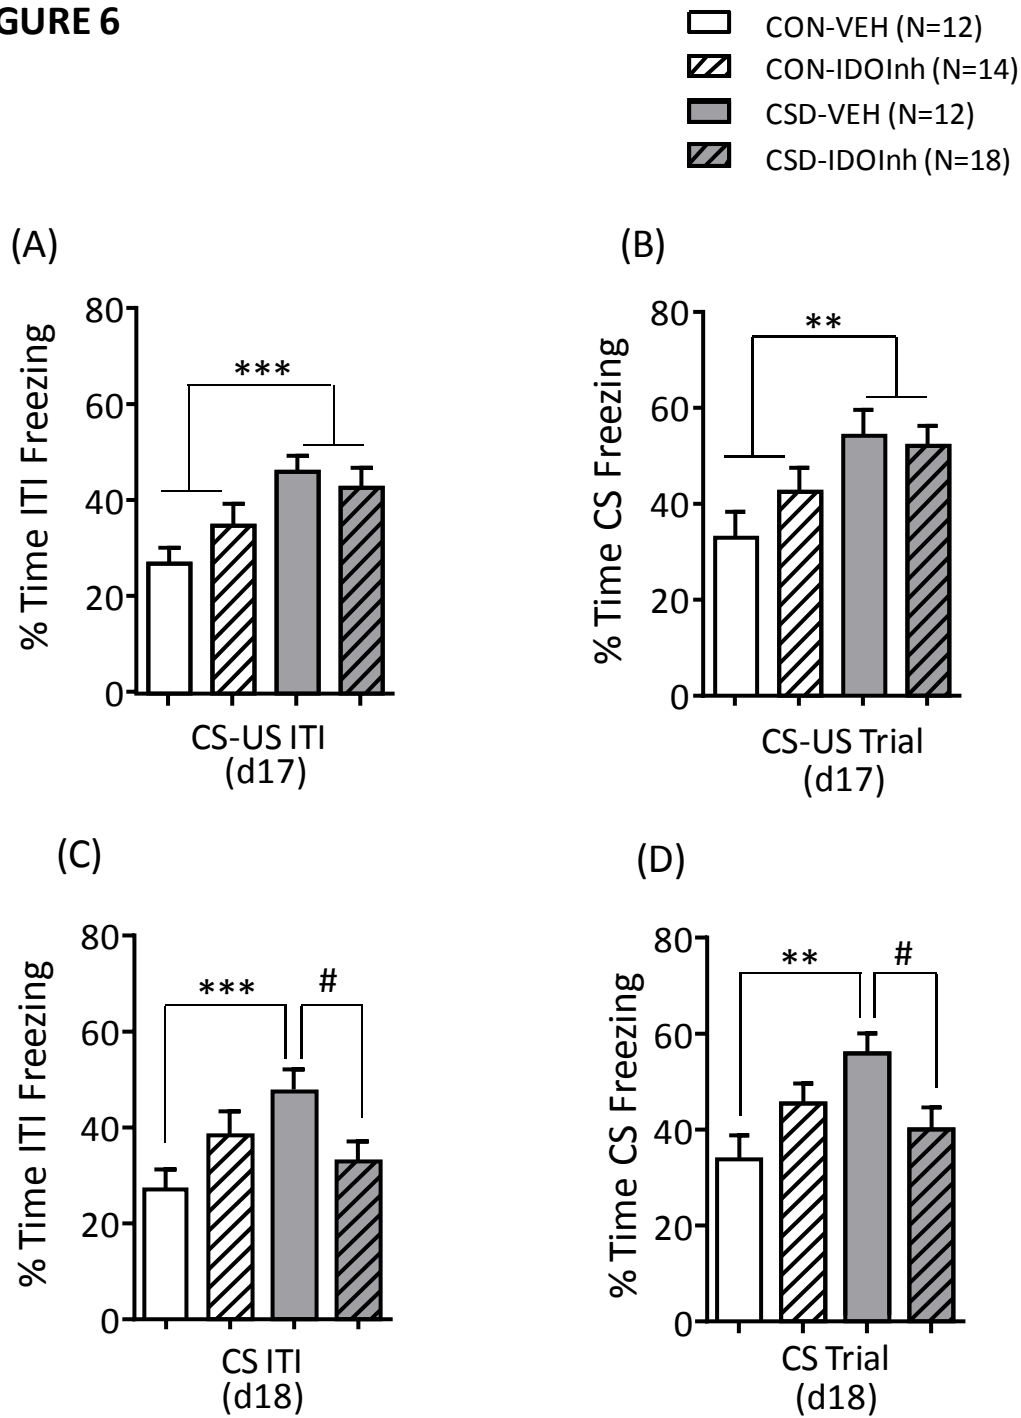 GURE 6
CON-VEH (N=12)
CON-IDOInh (N=14)
CSD-VEH (N=12)
CSD-IDOInh (N=18)
(A)
% Time ITI Freezing
80
60
40
20
0
***
CS-US ITI
(d17)
(B)
% Time CS Freezing
80
60
40
20
0
**
CS-US Trial
(d17)
(C)
% Time ITI Freezing
80
60
40
20
0
***
#
CS ITI
(d18)
(D)
% Time CS Freezing
80
60
40
20
0
**
#
CS Trial
(d18)